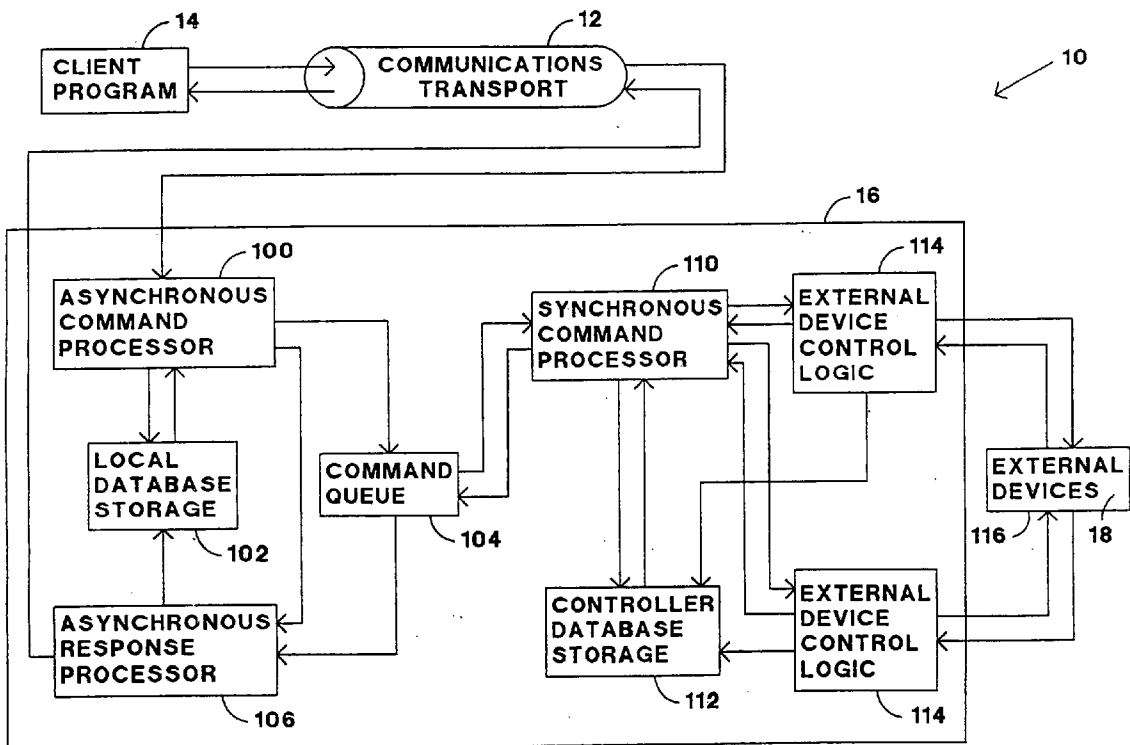 14
12
CLIENT
PROGRAM
COMMUNICATIONS
TRANSPORT
10
16
100
ASYNCHRONOUS
COMMAND
PROCESSOR
110
SYNCHRONOUS
COMMAND
PROCESSOR
114
EXTERNAL
DEVICE
CONTROL
LOGIC
LOCAL
DATABASE
STORAGE
102
COMMAND
QUEUE
104
EXTERNAL
DEVICES
116
18
ASYNCHRONOUS
RESPONSE
PROCESSOR
106
CONTROLLER
DATABASE
STORAGE
112
EXTERNAL
DEVICE
CONTROL
LOGIC
114